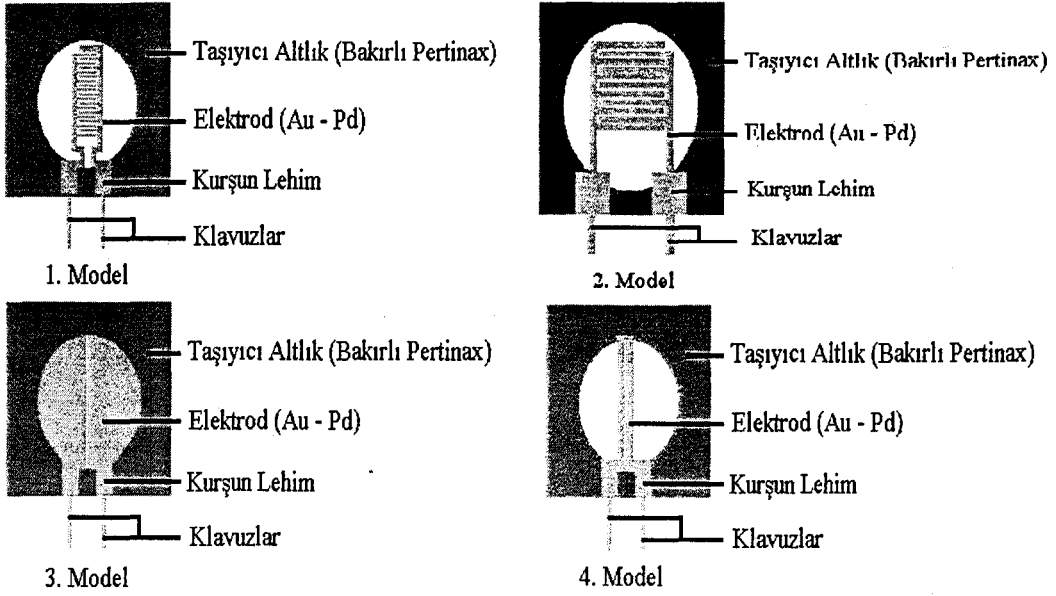 Taşıyıcı Altlık (Bakırlı Pertinax)
Elektrod (Au - Pd)
Kurşun Lehim
Klavuzlar
1. Model
Taşıyıcı Altlık (Bakırlı Pertinax)
Elektrod (Au - Pd)
Kurşun Lehim
Klavuzlar
2. Model
Taşıyıcı Altlık (Bakırlı Pertinax)
Elektrod (Au - Pd)
Kurşun Lehim
Klavuzlar
3. Model
Taşıyıcı Altlık (Bakırlı Pertinax)
Elektrod (Au - Pd)
Kurşun Lehim
Klavuzlar
4. Model